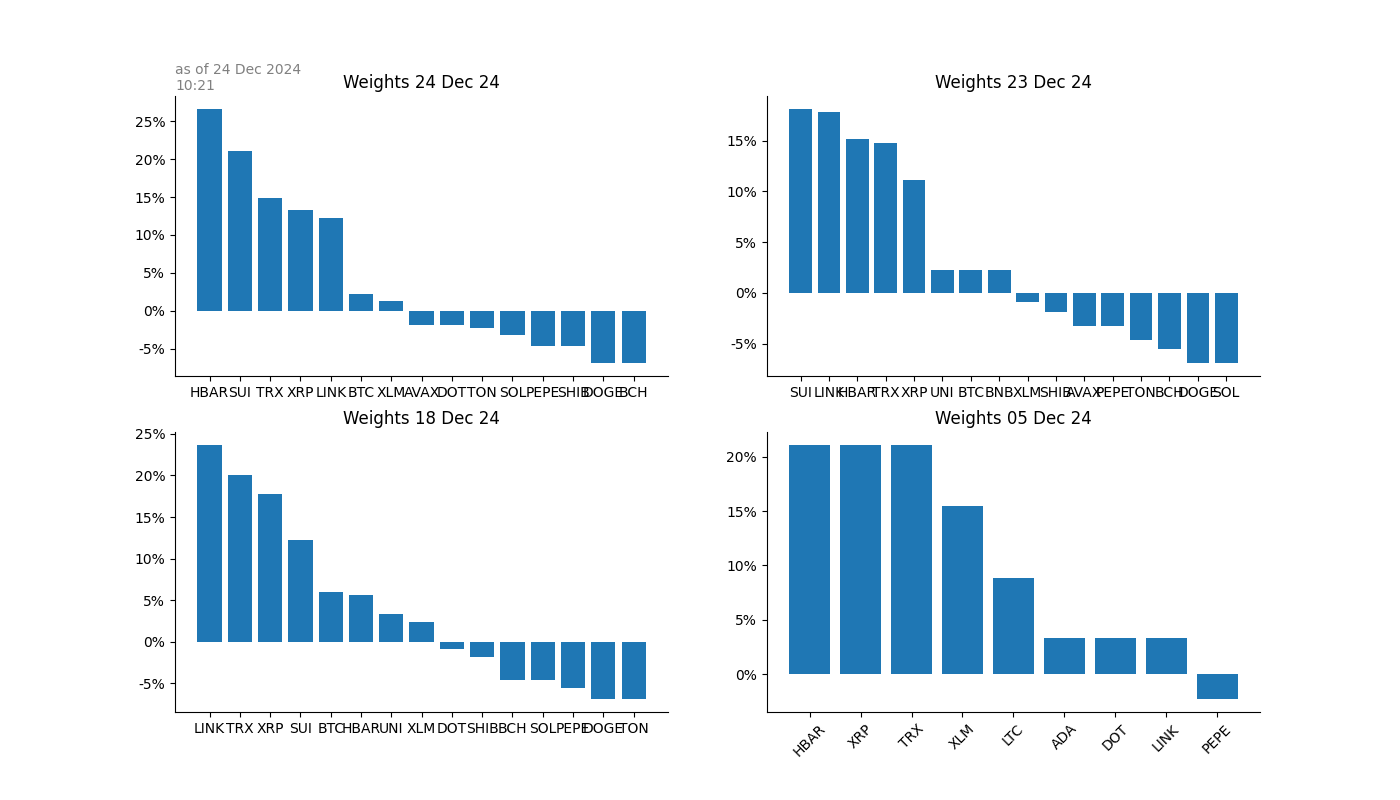 as of 24 Dec 2024
10:21
Weights 24 Dec 24
25%
20%
15%
10%
5%
0%
-5%
HBAR SUI TRX XRP LINK BTC XLM AVAX DOT TON SOL PEPE SHIB DOGE BCH
Weights 23 Dec 24
15%
10%
5%
0%
-5%
SUI LINK HBAR TRX XRP UNI BTC BNB XLM SHIB AVAX PEPE TON BCH DOGE SOL
Weights 18 Dec 24
25%
20%
15%
10%
5%
0%
-5%
LINK TRX XRP SUI BTC HBAR UNI XLM DOT SHIB BCH SOL PEPE DOGE TON
Weights 05 Dec 24
20%
15%
10%
5%
0%
HBAR XRP TRX XLM LTC ADA DOT LINK PEPE